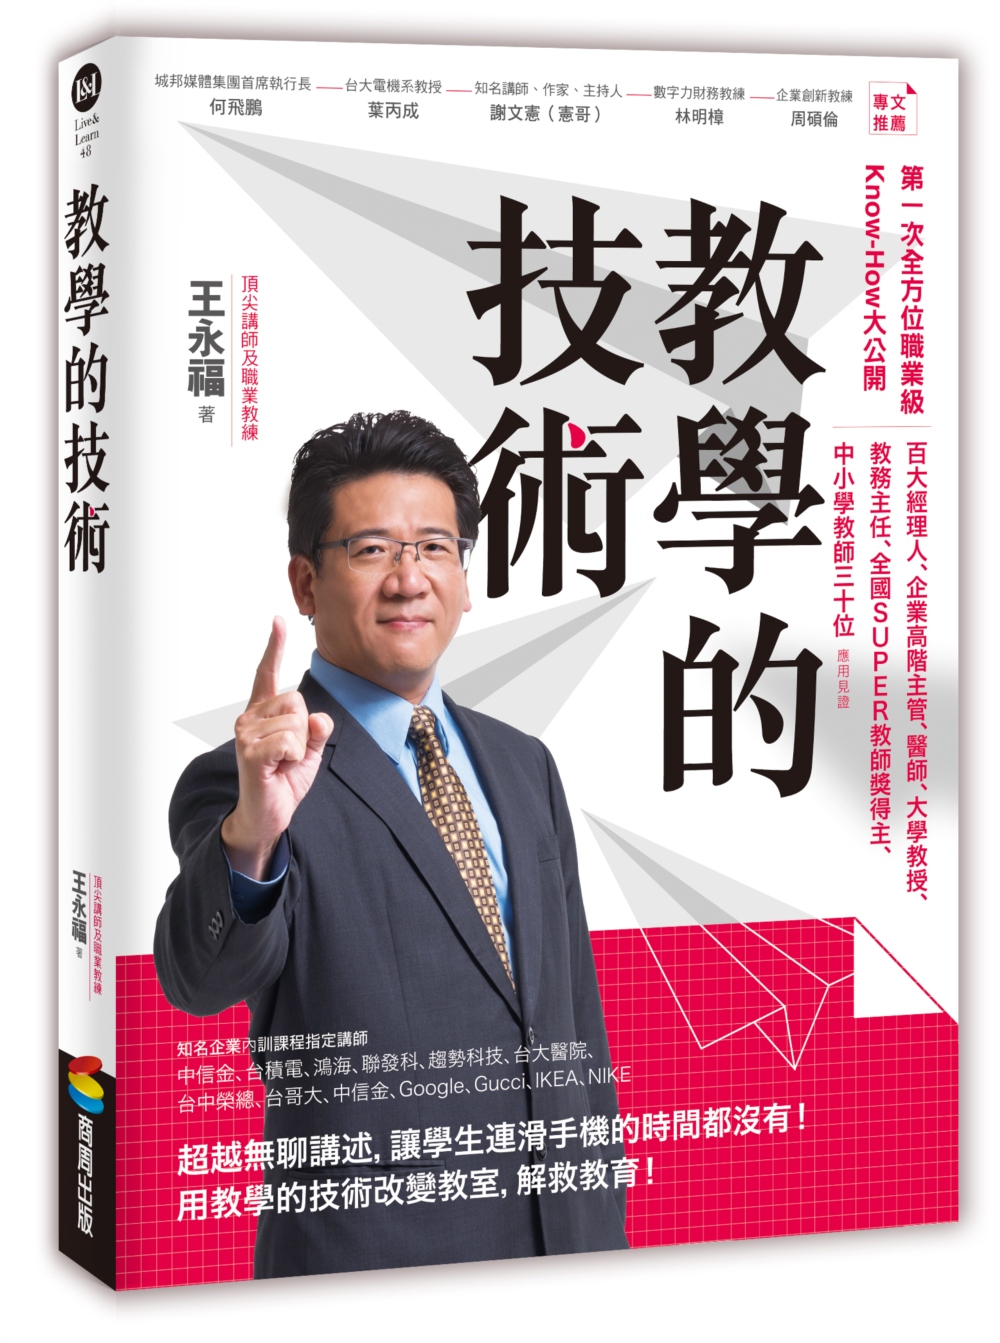 城邦媒體集團首席執行長
何飛鵬
台大電機系教授
葉丙成
知名講師、作家、主持人
謝文憲（憲哥）
數字力財務教練
林明樟
企業創新教練
周碩倫
專文
推薦
第一次全方位職業級
Know-How大公開
百大經理人、企業高階主管、醫師、大學教授、
教務主任、全國SUPER教師獎得主、
中小學教師三十位 應用見證
教學的
技術
頂尖講師及職業教練
王永福 著
知名企業內訓課程指定講師
中信金、台積電、鴻海、聯發科、趨勢科技、台大醫院、
台中榮總、台哥大、中信金、Google、Gucci、IKEA、NIKE
超越無聊講述，讓學生連滑手機的時間都沒有！
用教學的技術改變教室，解救教育！
L&L
Live&
Learn
48
教學的技術
頂尖講師及職業教練
王永福 著
商周出版